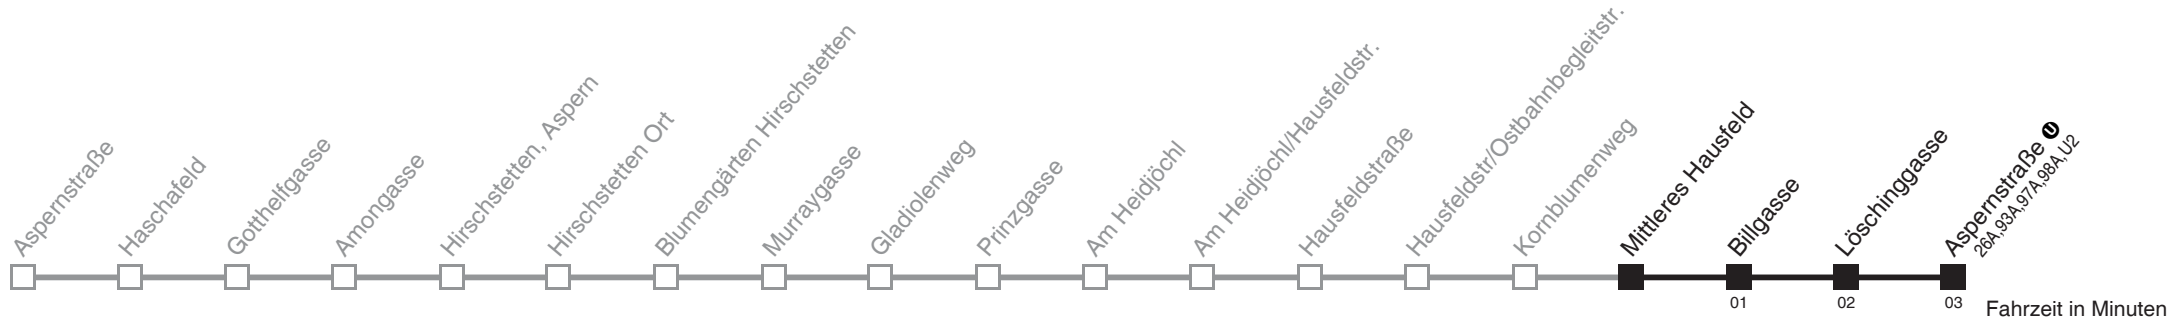 Aspernstraße
Haschafeld
Gotthelfgasse
Amongasse
Hirschstetten, Aspern
Hirschstetten Ort
Blumengärten Hirschstetten
Murraygasse
Gladiolenweg
Prinzgasse
Am Heidjöchl
Am Heidjöchl/Hausfeldstr.
Hausfeldstraße
Hausfeldstr/Ostbahnbegleitstr.
Kornblumenweg
Mittleres Hausfeld
Billgasse
Löschinggasse
Aspernstraße U
26A,93A,97A,98A,U2
01
02
03
Fahrzeit in Minuten